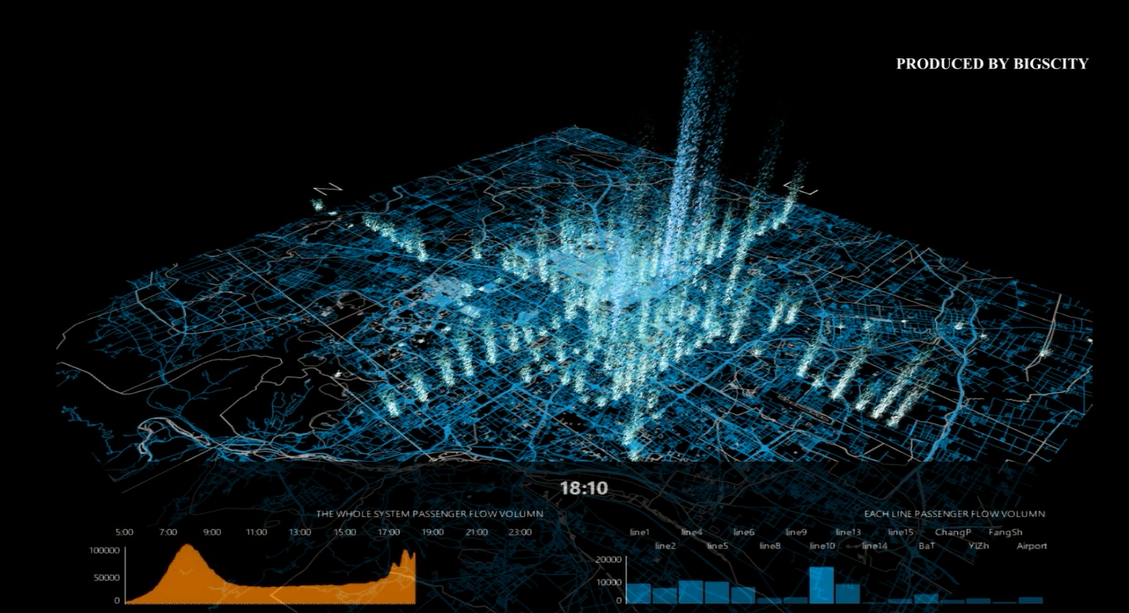 PRODUCED BY BIGSCITY
N
18:10
THE WHOLE SYSTEM PASSENGER FLOW VOLUMN
5:00 7:00 9:00 11:00 13:00 15:00 17:00 19:00 21:00 23:00
100000
50000
0
EACH LINE PASSENGER FLOW VOLUMN
line1 line4 line6 line9 line13 line15 ChangP FangSh
line2 line5 line8 line10 line14 BaT YIZh Airport
20000
10000
0